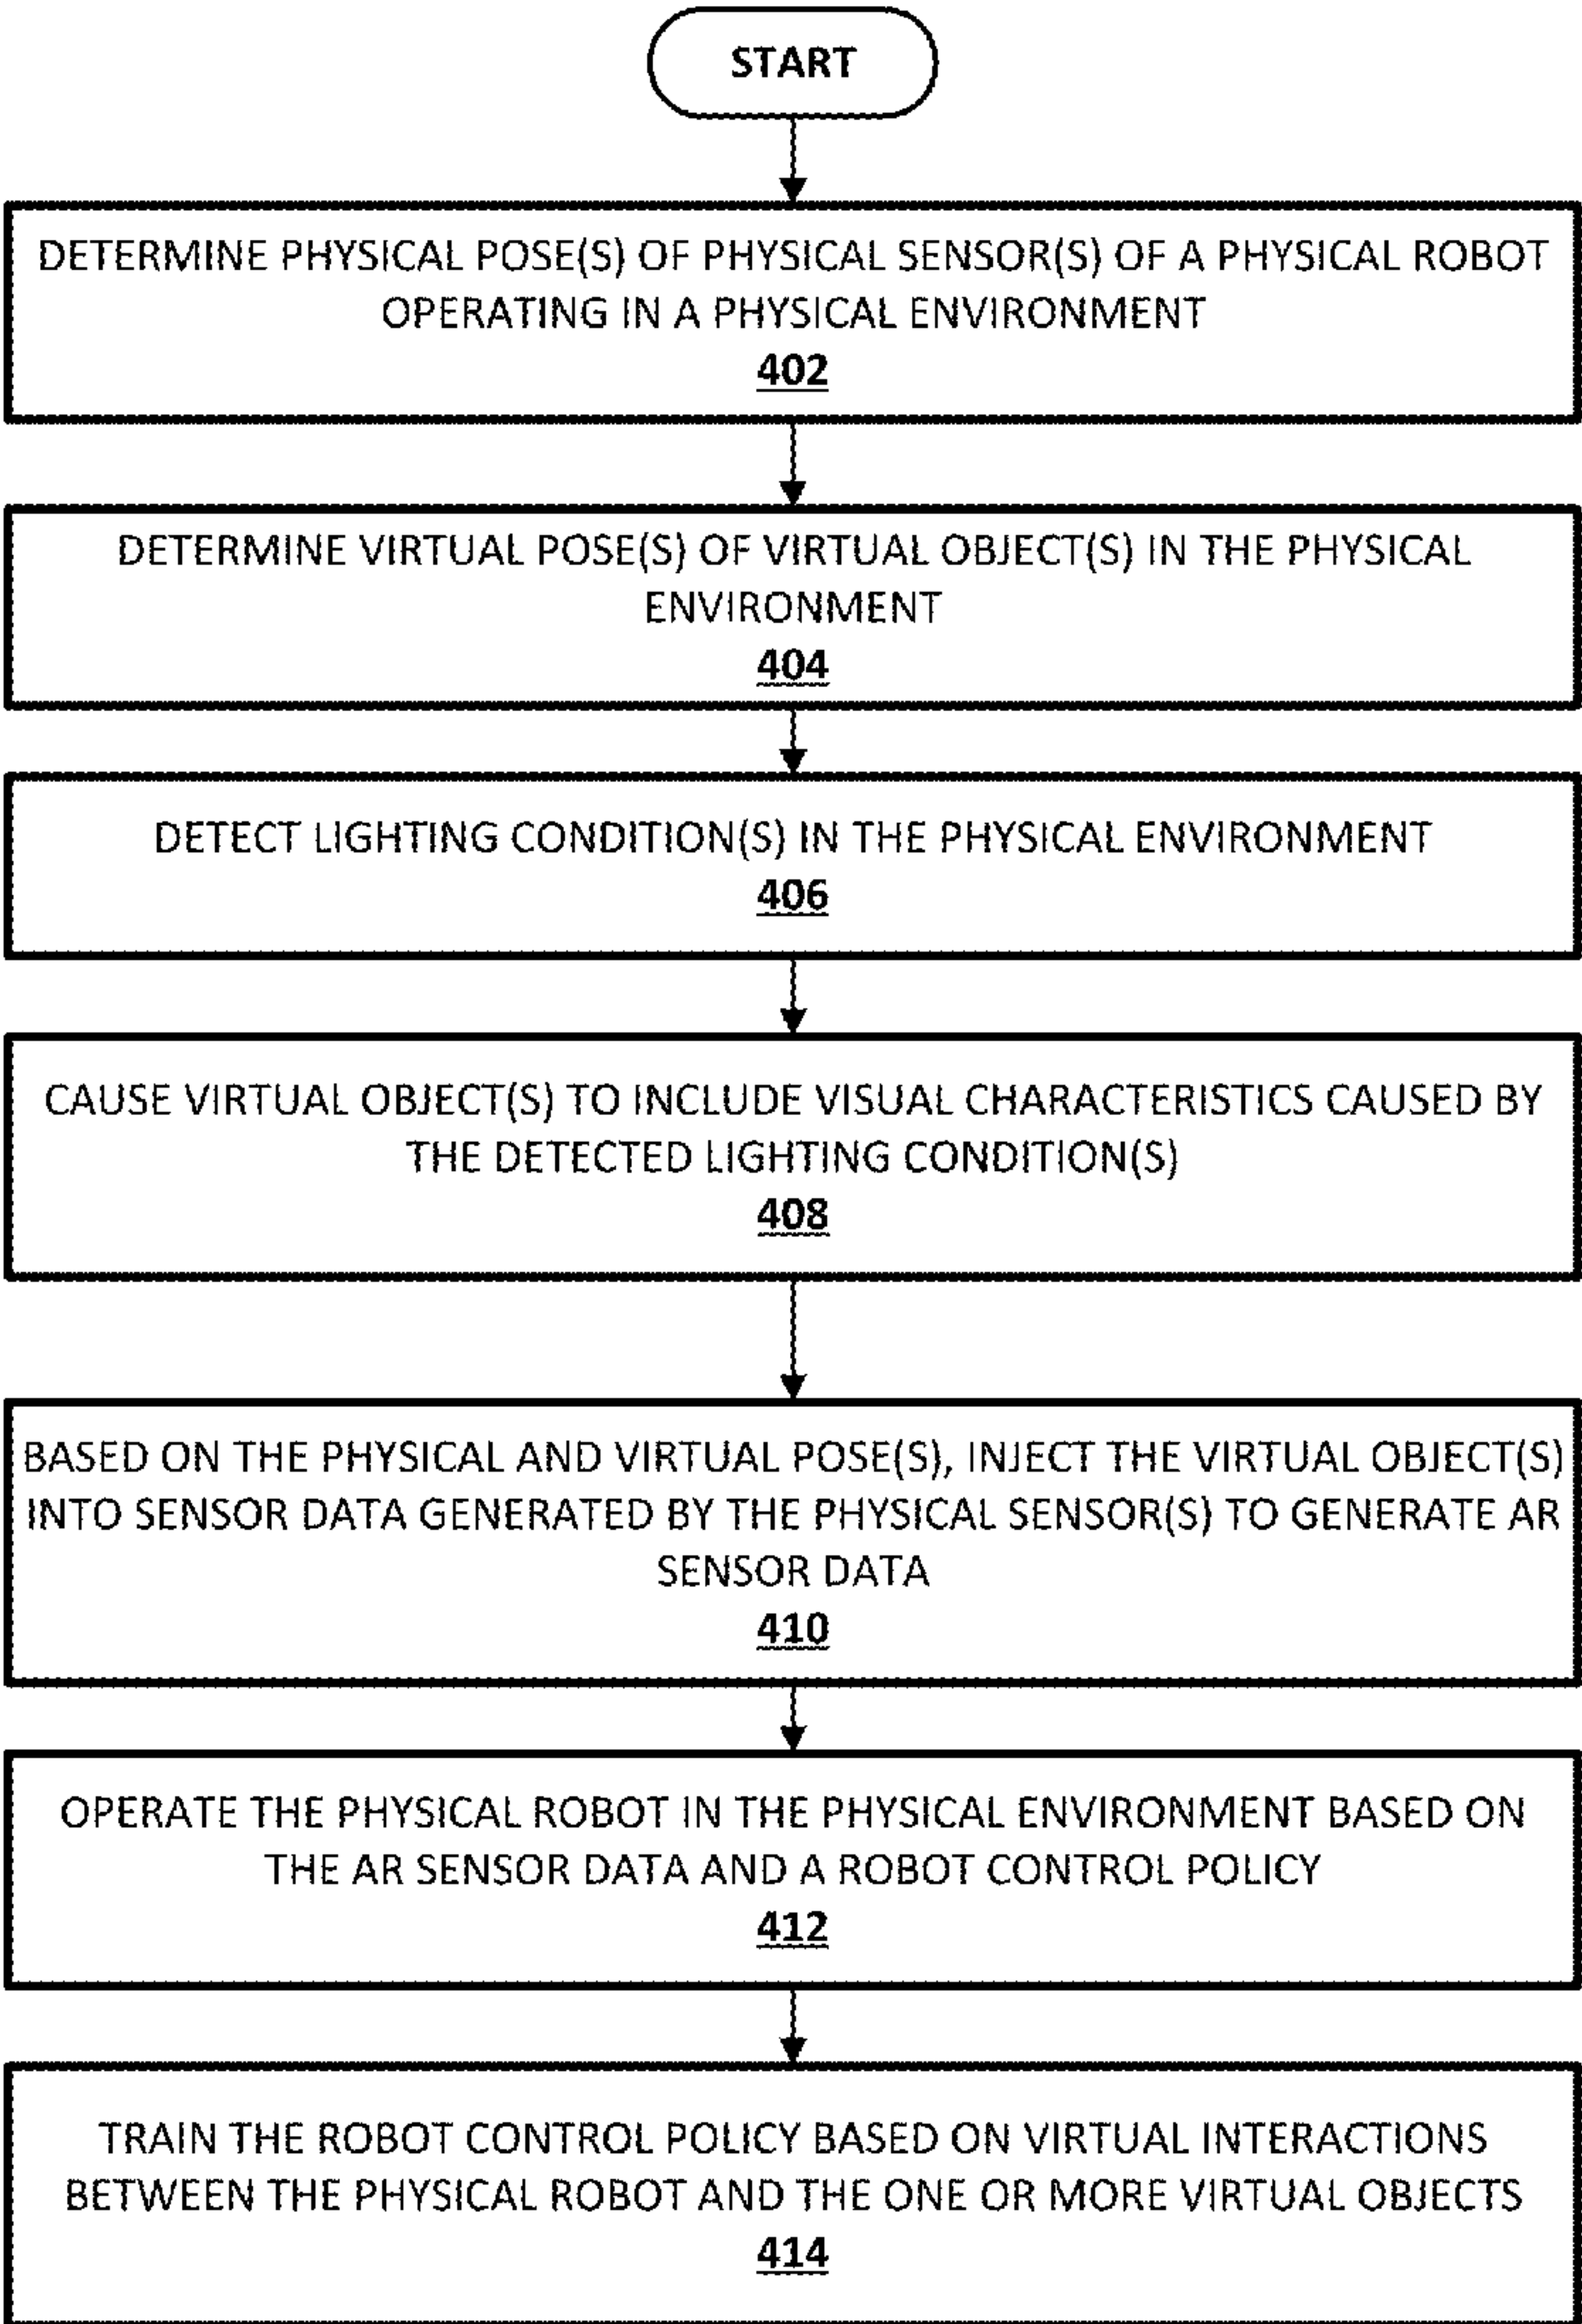 START
DETERMINE PHYSICAL POSE(S) OF PHYSICAL SENSOR(S) OF A PHYSICAL ROBOT
OPERATING IN A PHYSICAL ENVIRONMENT
402
DETERMINE VIRTUAL POSE(S) OF VIRTUAL OBJECT(S) IN THE PHYSICAL
ENVIRONMENT
404
DETECT LIGHTING CONDITION(S) IN THE PHYSICAL ENVIRONMENT
406
CAUSE VIRTUAL OBJECT(S) TO INCLUDE VISUAL CHARACTERISTICS CAUSED BY
THE DETECTED LIGHTING CONDITION(S)
408
BASED ON THE PHYSICAL AND VIRTUAL POSE(S), INJECT THE VIRTUAL OBJECT(S)
INTO SENSOR DATA GENERATED BY THE PHYSICAL SENSOR(S) TO GENERATE AR
SENSOR DATA
410
OPERATE THE PHYSICAL ROBOT IN THE PHYSICAL ENVIRONMENT BASED ON
THE AR SENSOR DATA AND A ROBOT CONTROL POLICY
412
TRAIN THE ROBOT CONTROL POLICY BASED ON VIRTUAL INTERACTIONS
BETWEEN THE PHYSICAL ROBOT AND THE ONE OR MORE VIRTUAL OBJECTS
414